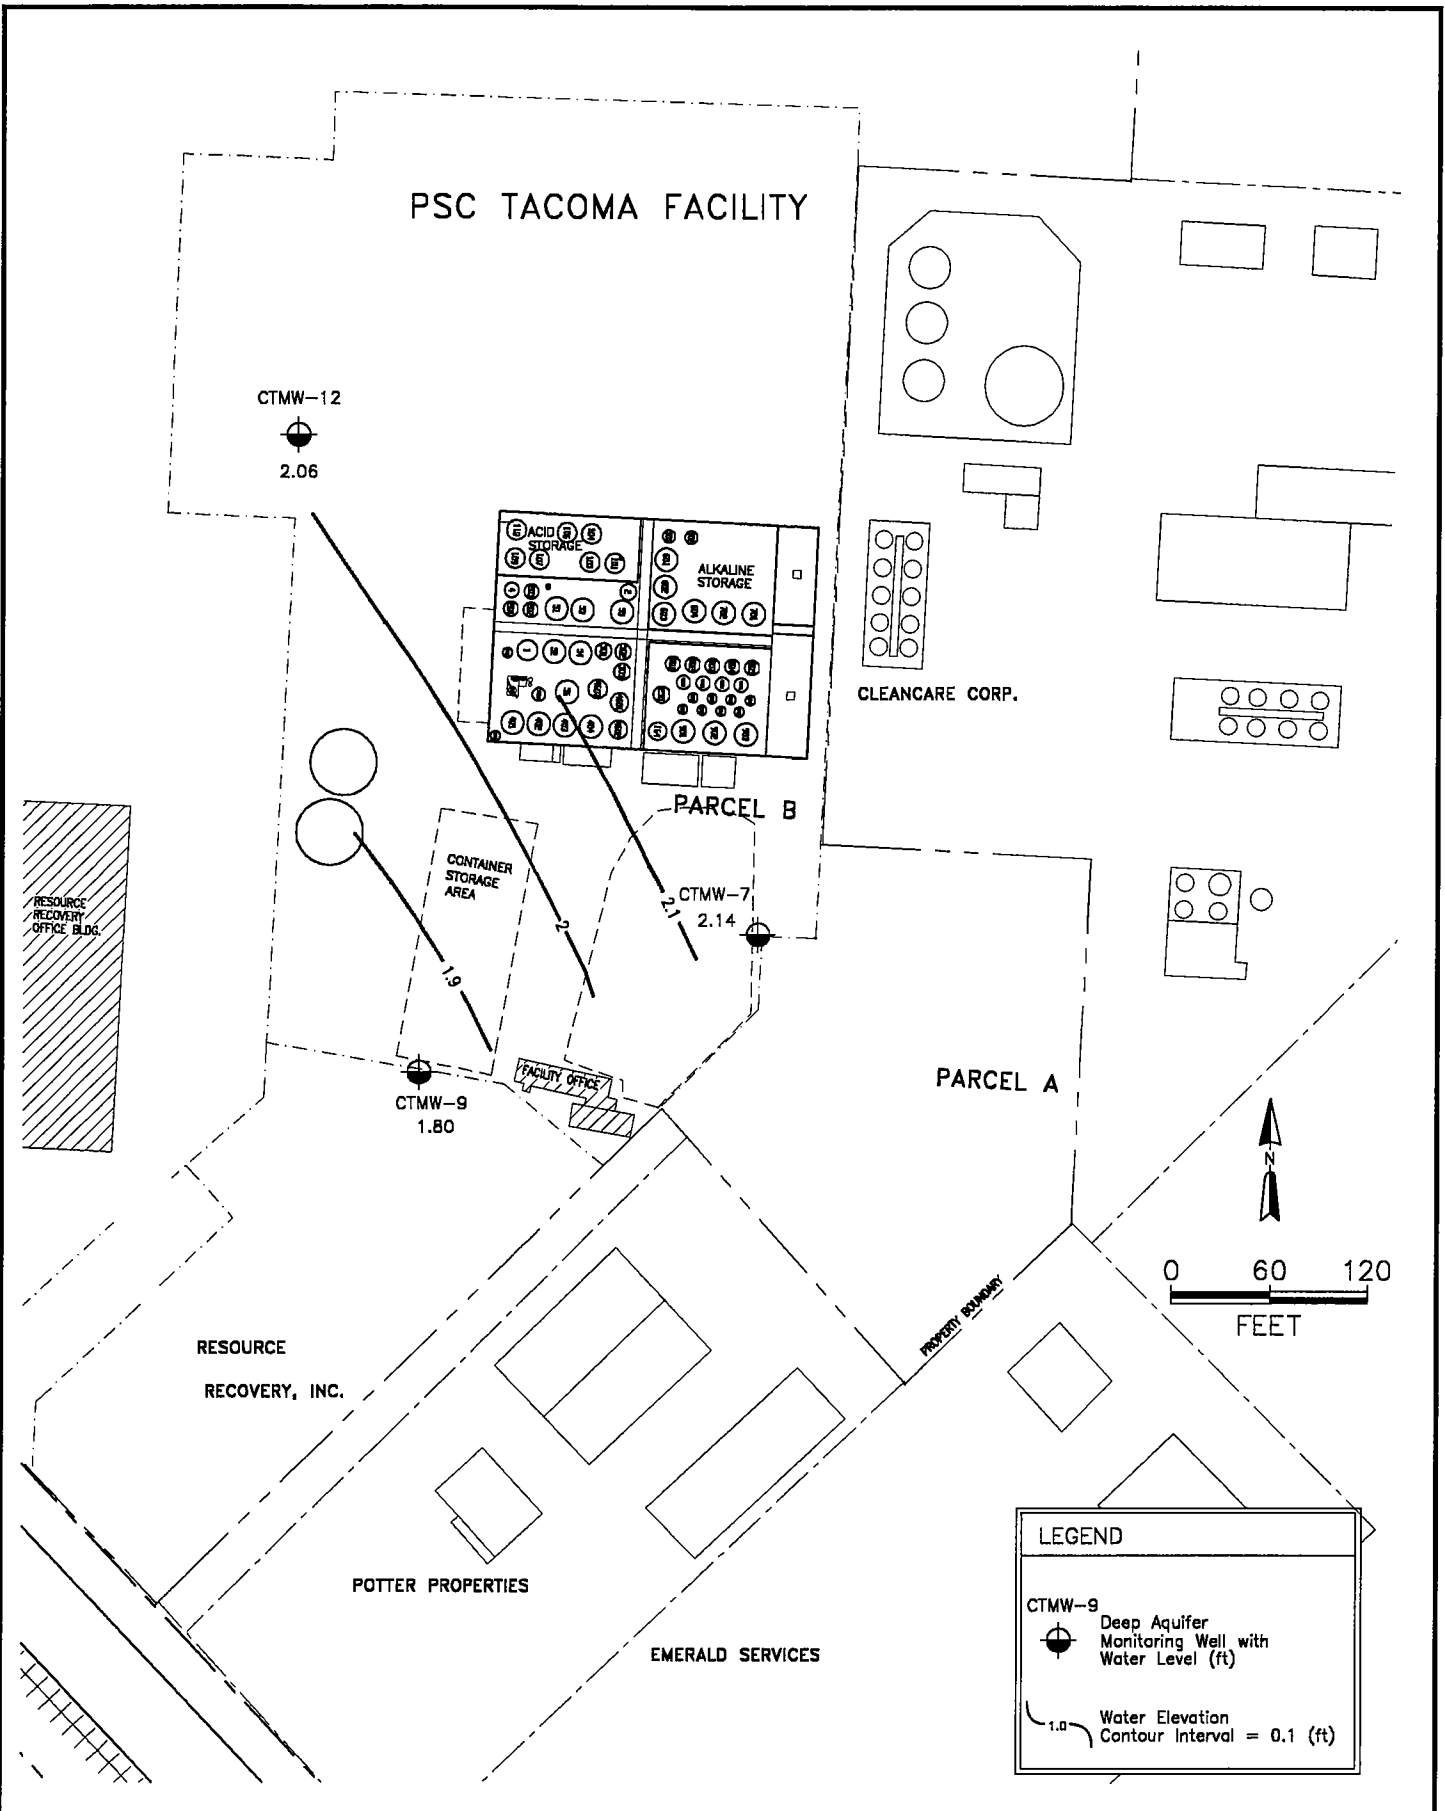 PSC TACOMA FACILITY
CTMW-12
2.06
ACID
STORAGE
ALKALINE
STORAGE
CLEANCARE CORP.
PARCEL B
CONTAINER
STORAGE
AREA
RESOURCE
RECOVERY
OFFICE BLDG.
CTMW-7
2.14
2.1
2
1.9
FACILITY OFFICE
CTMW-9
1.80
PARCEL A
N
0 60 120
FEET
PROPERTY BOUNDARY
RESOURCE
RECOVERY, INC.
POTTER PROPERTIES
EMERALD SERVICES
LEGEND
CTMW-9
Deep Aquifer
Monitoring Well with
Water Level (ft)
1.0
Water Elevation
Contour Interval = 0.1 (ft)